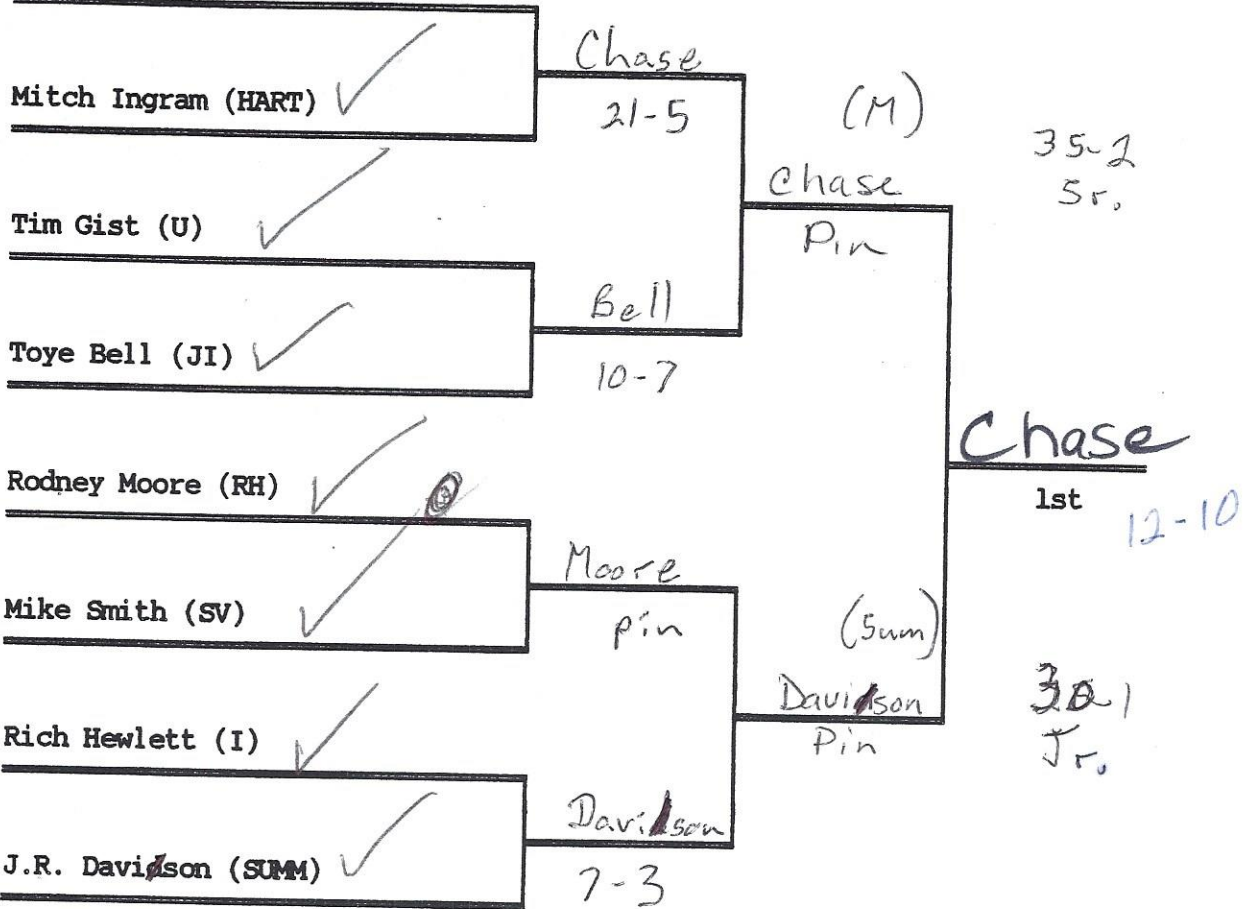 Chase
Mitch Ingram (HART)
21-5
(M)
35-2
Sr.
Chase
Pin
Tim Gist (U)
Bell
Toye Bell (JI)
10-7
Chase
1st
12-10
Rodney Moore (RH)
Moore
Mike Smith (SV)
pin
(Sum)
Davidson
Pin
Jr.
Rich Hewlett (I)
Davidson
J.R. Davidson (SUMM)
7-3